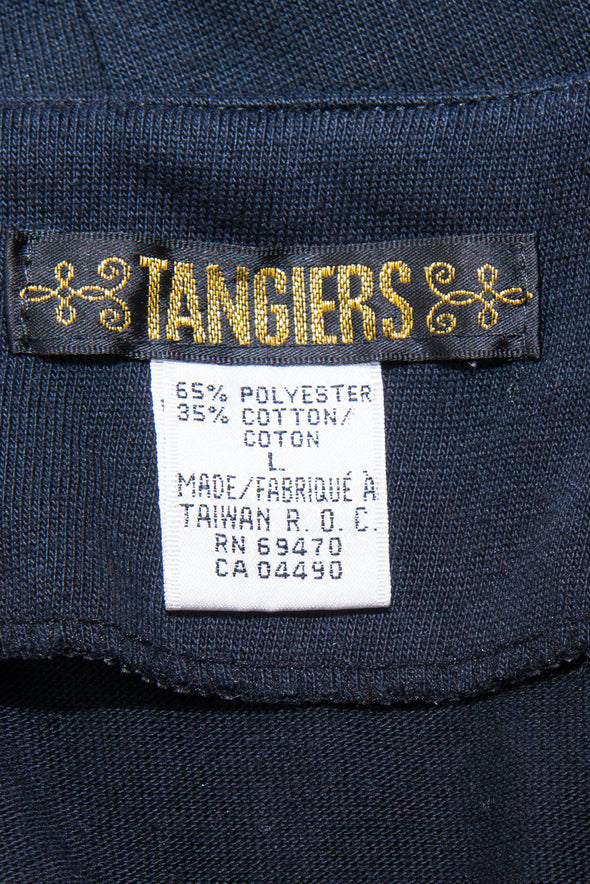 TANGIERS
65% POLYESTER
35% COTTON/
COTON
L
MADE/FABRIQUÉ À
TAIWAN R. O. C.
RN 69470
CA 04490